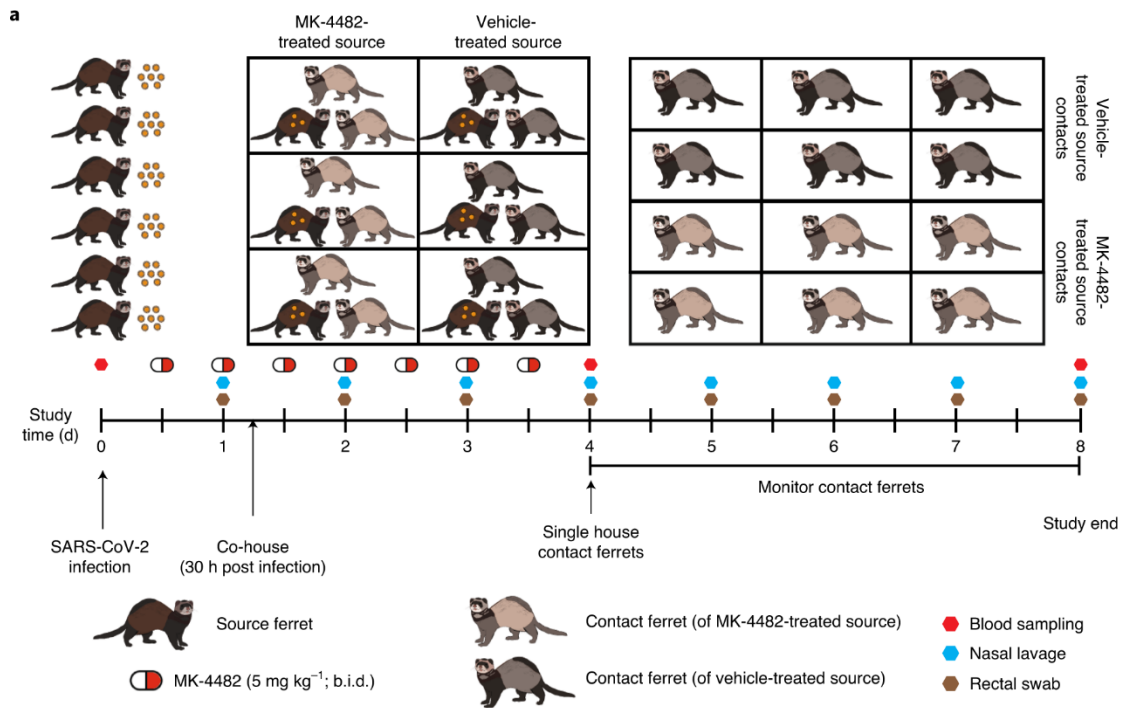 a
MK-4482-
treated source
Vehicle-
treated source
Vehicle-
treated source
contacts
MK-4482-
treated source
contacts
Study
time (d)
0
1
2
3
4
5
6
7
8
Monitor contact ferrets
SARS-CoV-2
infection
Co-house
(30 h post infection)
Single house
contact ferrets
Study end
Source ferret
MK-4482 (5 mg kg⁻¹; b.i.d.)
Contact ferret (of MK-4482-treated source)
Contact ferret (of vehicle-treated source)
Blood sampling
Nasal lavage
Rectal swab